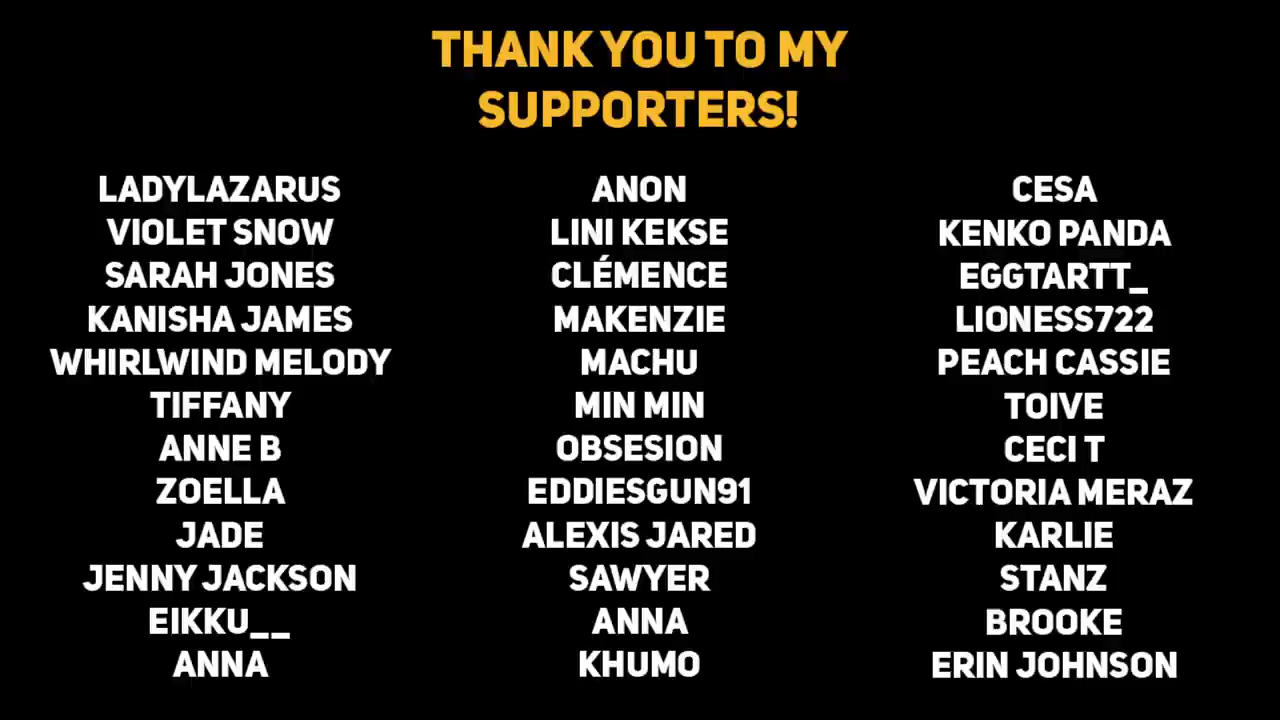 THANK YOU TO MY
SUPPORTERS!
LADYLAZARUS
VIOLET SNOW
SARAH JONES
KANISHA JAMES
WHIRLWIND MELODY
TIFFANY
ANNE B
ZOELLA
JADE
JENNY JACKSON
EIKKU__
ANNA
ANON
LINI KEKSE
CLÉMENCE
MAKENZIE
MACHU
MIN MIN
OBSESION
EDDIESGUN91
ALEXIS JARED
SAWYER
ANNA
KHUMO
CESA
KENKO PANDA
EGGTARTT_
LIONESS722
PEACH CASSIE
TOIVE
CECI T
VICTORIA MERAZ
KARLIE
STANZ
BROOKE
ERIN JOHNSON